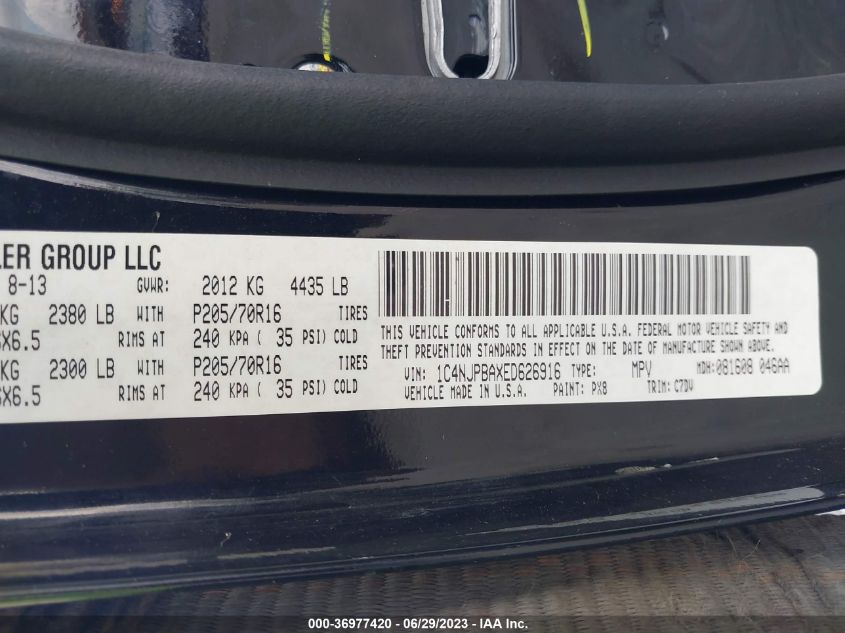 LER GROUP LLC
8-13 GVWR: 2012 KG 4435 LB
KG 2380 LB WITH P205/70R16 TIRES
X6.5 RIMS AT 240 KPA ( 35 PSI) COLD
KG 2300 LB WITH P205/70R16 TIRES
X6.5 RIMS AT 240 KPA ( 35 PSI) COLD
THIS VEHICLE CONFORMS TO ALL APPLICABLE U.S.A. FEDERAL MOTOR VEHICLE SAFETY AND
THEFT PREVENTION STANDARDS IN EFFECT ON THE DATE OF MANUFACTURE SHOWN ABOVE.
VIN: 1C4NJPBAXED626916 TYPE: MPV MDH: 081608 046AA
VEHICLE MADE IN U.S.A. PAINT: PX8 TRIM: C7DV
000-36977420 - 06/29/2023 - IAAI.com